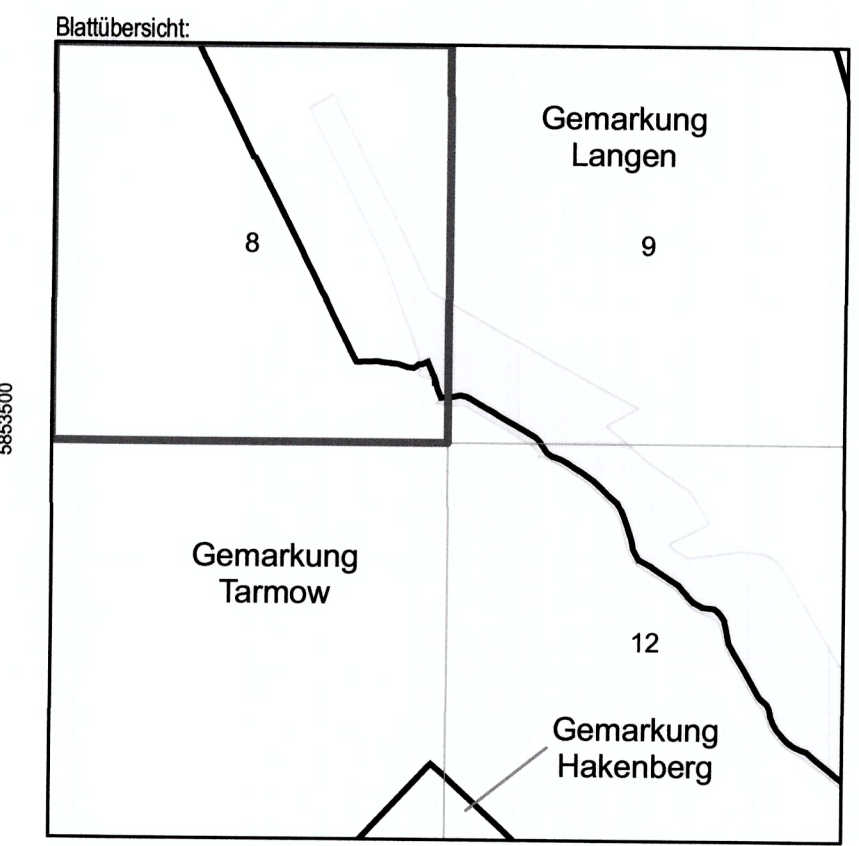 Blattübersicht:
Gemarkung
Langen
8
9
5853500
Gemarkung
Tarmow
12
Gemarkung
Hakenberg